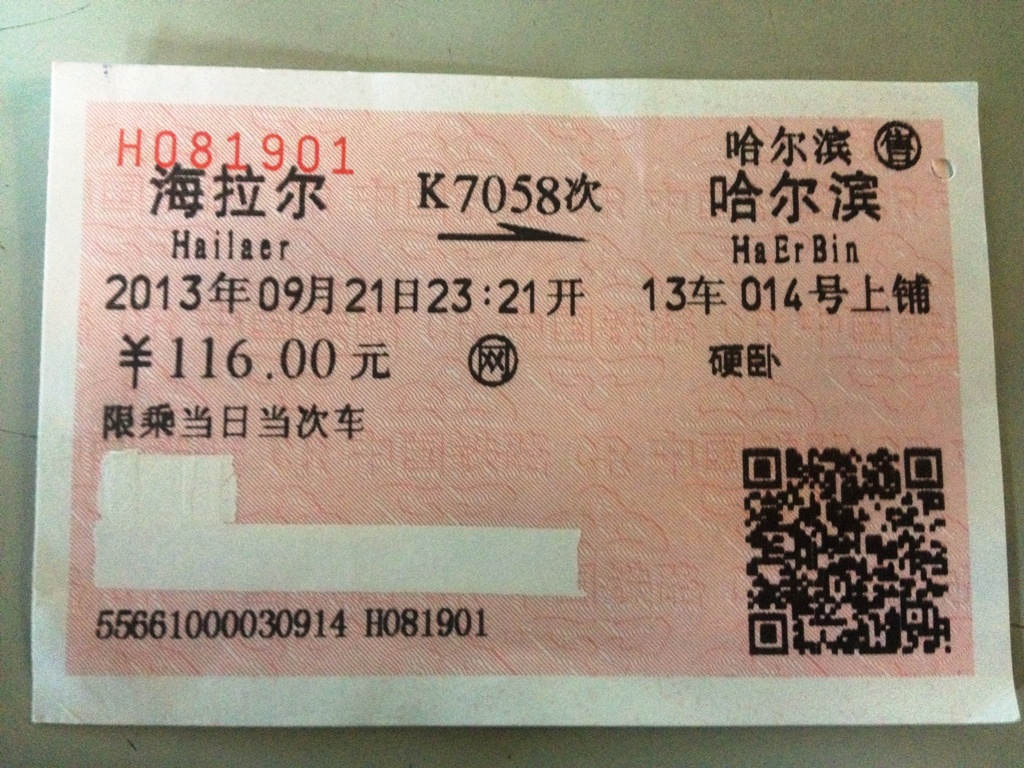 H081901 哈尔滨 售
海拉尔 K7058次 哈尔滨
Hailaer HaErBin
2013年09月21日23:21开 13车 014号上铺
¥116.00元 网 硬卧
限乘当日当次车
55661000030914 H081901